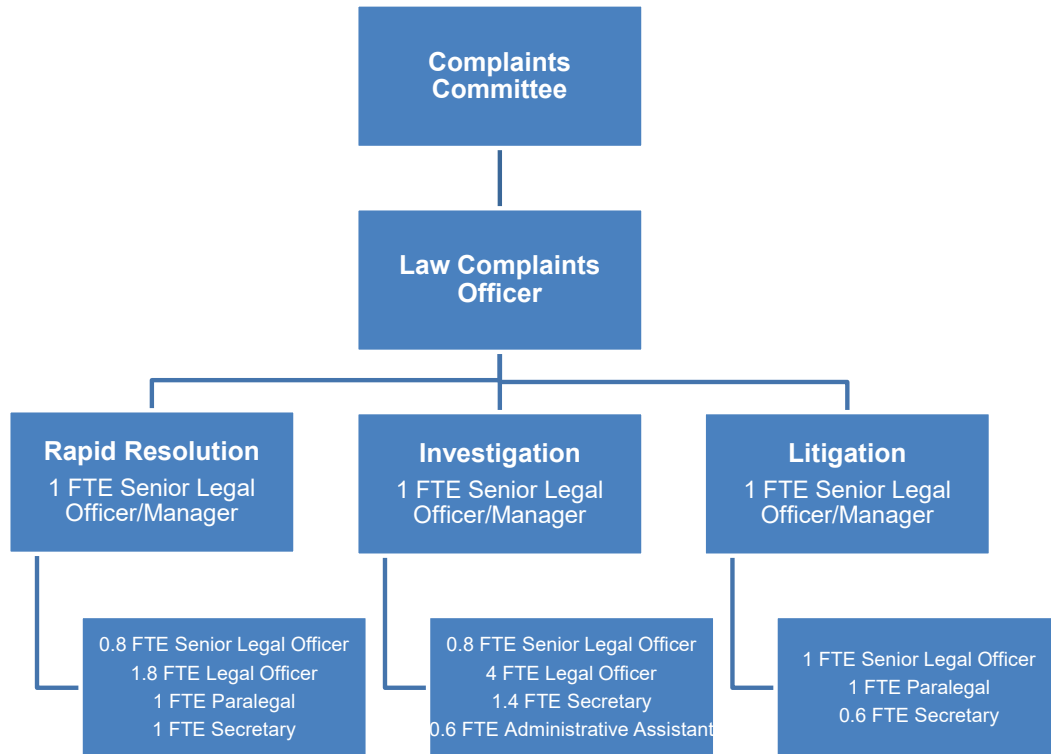 Complaints
Committee
Law Complaints
Officer
Rapid Resolution
1 FTE Senior Legal
Officer/Manager
Investigation
1 FTE Senior Legal
Officer/Manager
Litigation
1 FTE Senior Legal
Officer/Manager
0.8 FTE Senior Legal Officer
1.8 FTE Legal Officer
1 FTE Paralegal
1 FTE Secretary
0.8 FTE Senior Legal Officer
4 FTE Legal Officer
1.4 FTE Secretary
0.6 FTE Administrative Assistant
1 FTE Senior Legal Officer
1 FTE Paralegal
0.6 FTE Secretary